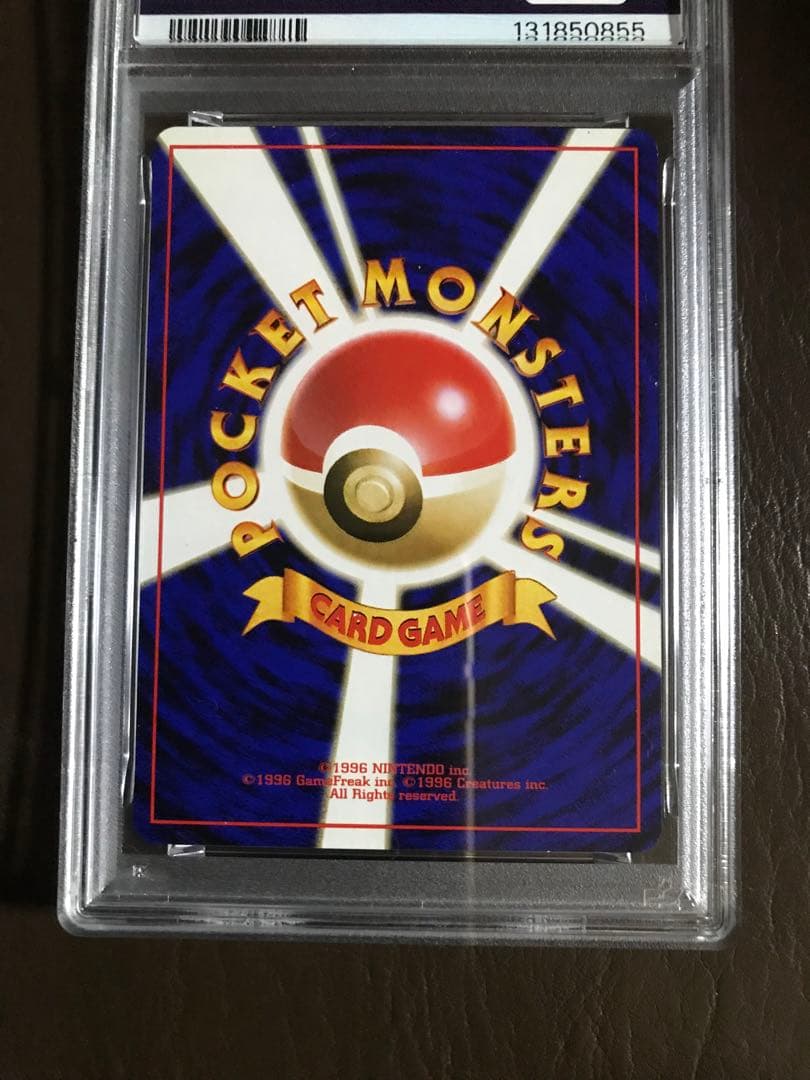 131850855
POCKET MONSTERS
CARD GAME
©1996 NINTENDO inc.
©1996 GameFreak inc. ©1996 Creatures inc.
All Rights reserved.